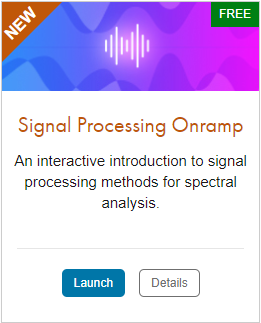 NEW
FREE
Signal Processing Onramp
An interactive introduction to signal
processing methods for spectral
analysis.
Launch
Details